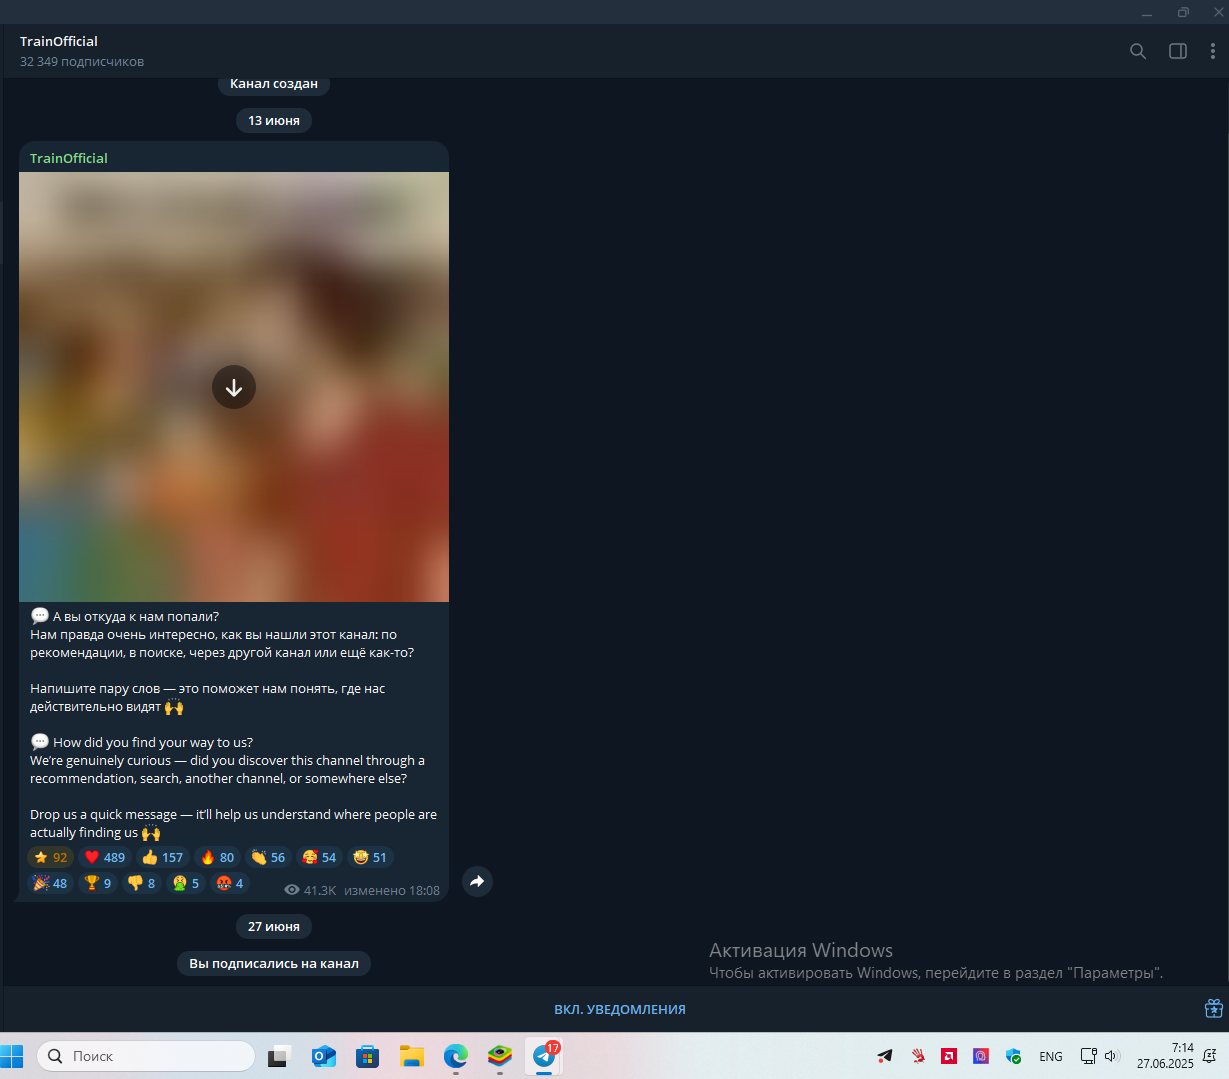 TrainOfficial
32 349 подписчиков
Канал создан
13 июня
TrainOfficial
💬 А вы откуда к нам попали?
Нам правда очень интересно, как вы нашли этот канал: по
рекомендации, в поиске, через другой канал или ещё как-то?
Напишите пару слов — это поможет нам понять, где нас
действительно видят 🙌
💬 How did you find your way to us?
We’re genuinely curious — did you discover this channel through a
recommendation, search, another channel, or somewhere else?
Drop us a quick message — it’ll help us understand where people are
actually finding us 🙌
⭐ 92 ❤ 489 👍 157 🔥 80 👏 56 🥰 54 🤩 51
🎉 48 🏆 9 👎 8 🤮 5 🤬 4 41.3K изменено 18:08
27 июня
Вы подписались на канал
Активация Windows
Чтобы активировать Windows, перейдите в раздел "Параметры".
ВКЛ. УВЕДОМЛЕНИЯ
Поиск
17
ENG
7:14
27.06.2025